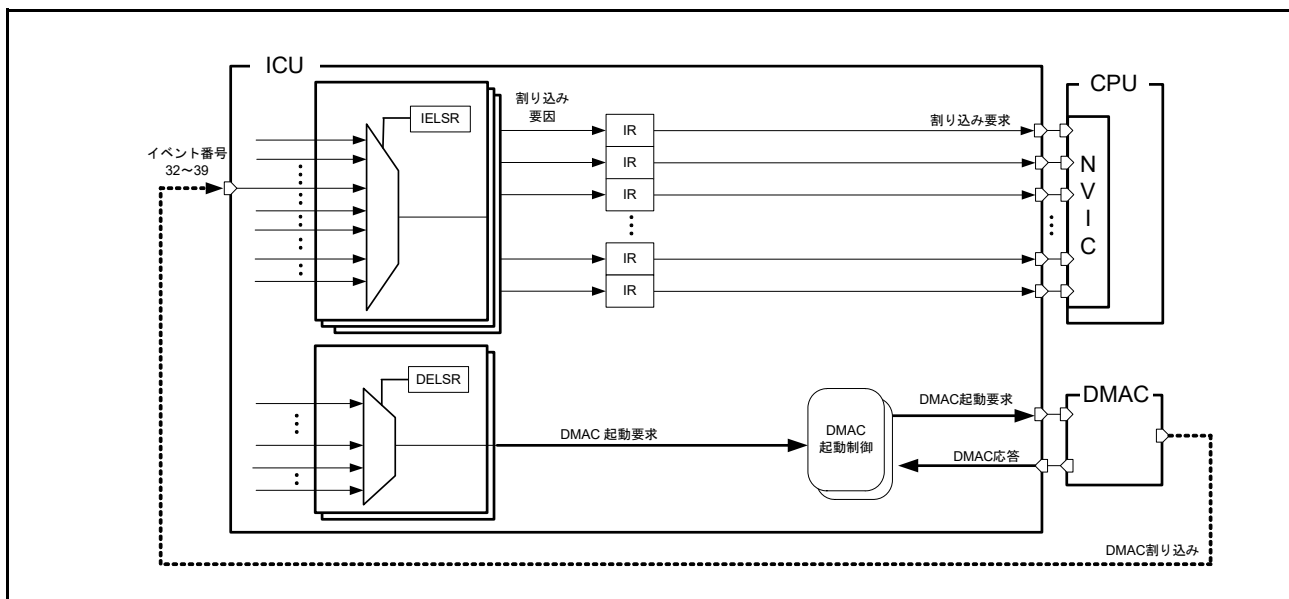 ICU
CPU
IELSR
割り込み
要因
IR
IR
IR
IR
IR
割り込み要求
N
V
I
C
イベント番号
32～39
DELSR
DMAC 起動要求
DMAC
起動制御
DMAC起動要求
DMAC応答
DMAC
DMAC割り込み